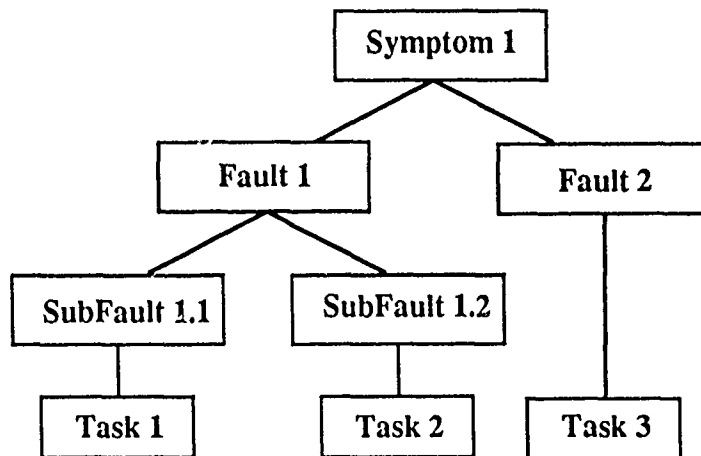 Symptom 1
Fault 1
Fault 2
SubFault 1.1
SubFault 1.2
Task 1
Task 2
Task 3